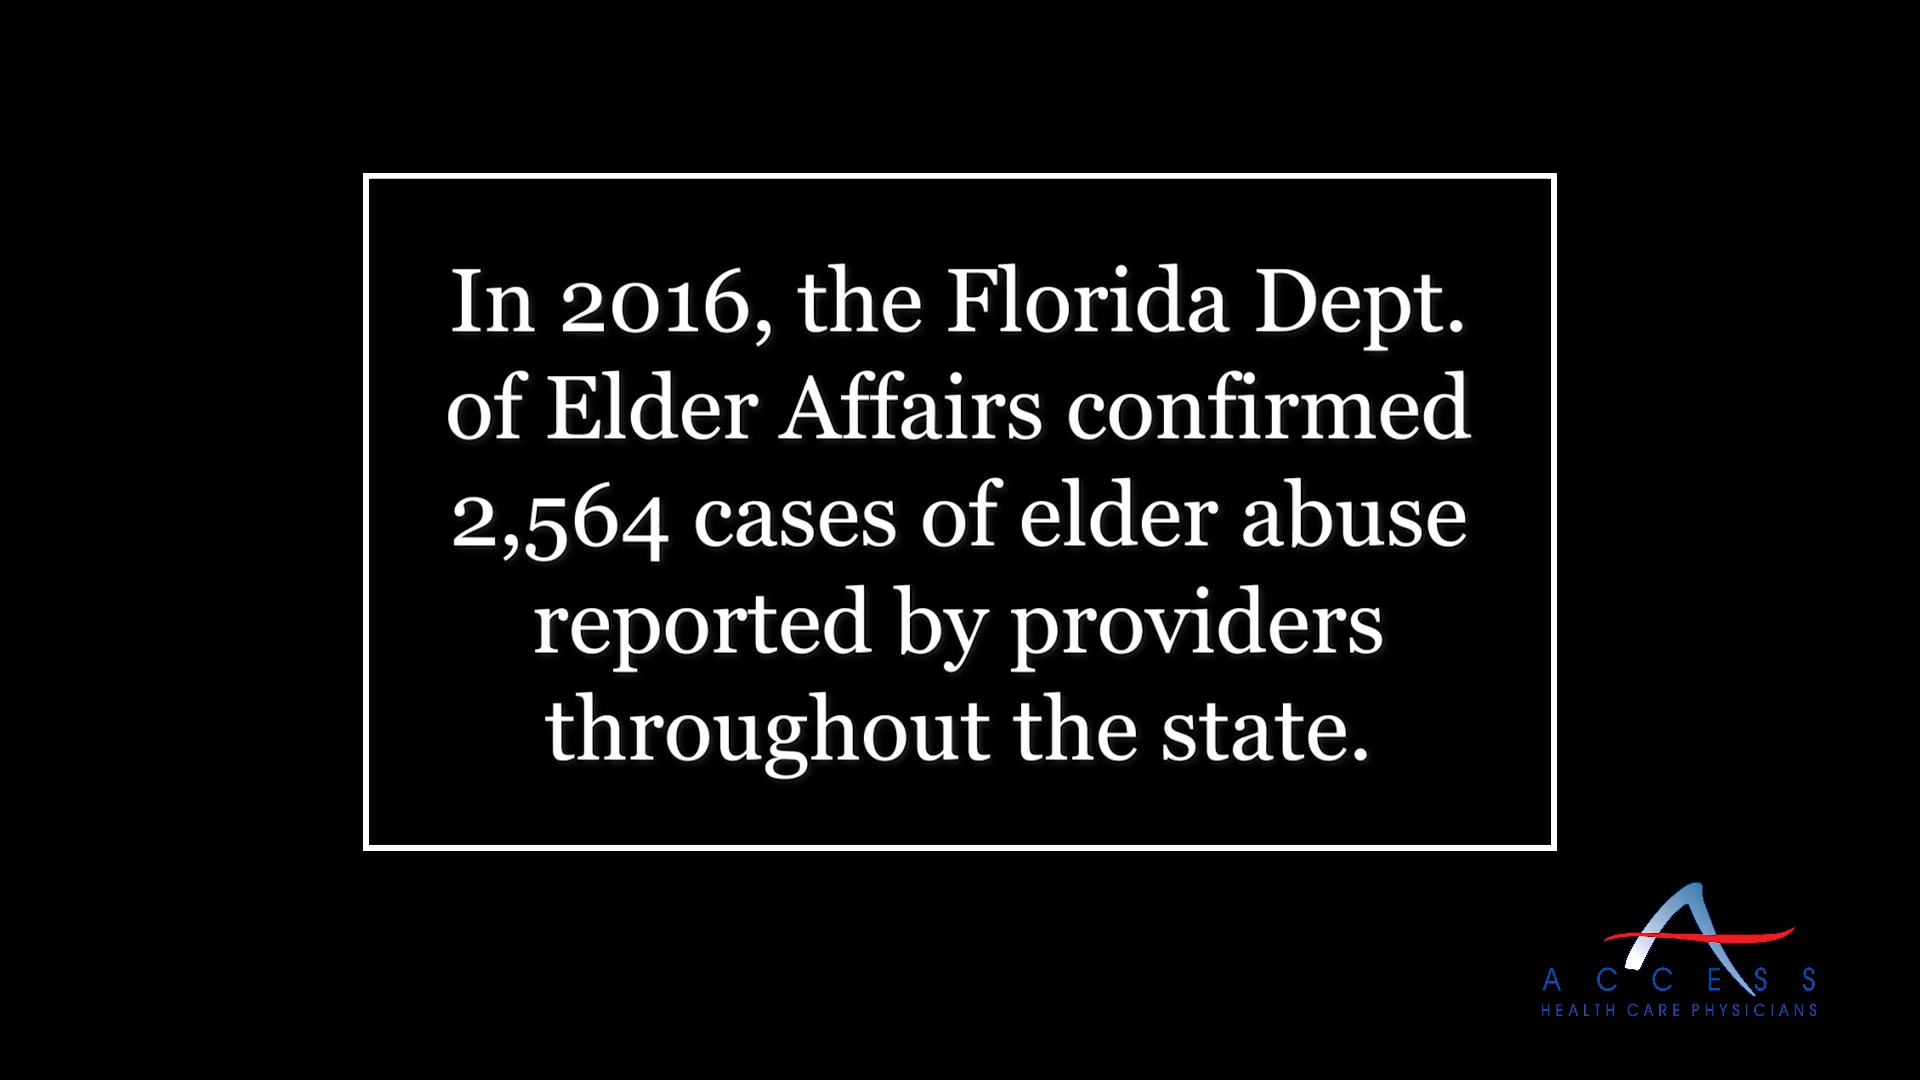 In 2016, the Florida Dept.
of Elder Affairs confirmed
2,564 cases of elder abuse
reported by providers
throughout the state.
ACCESS
HEALTH CARE PHYSICIANS